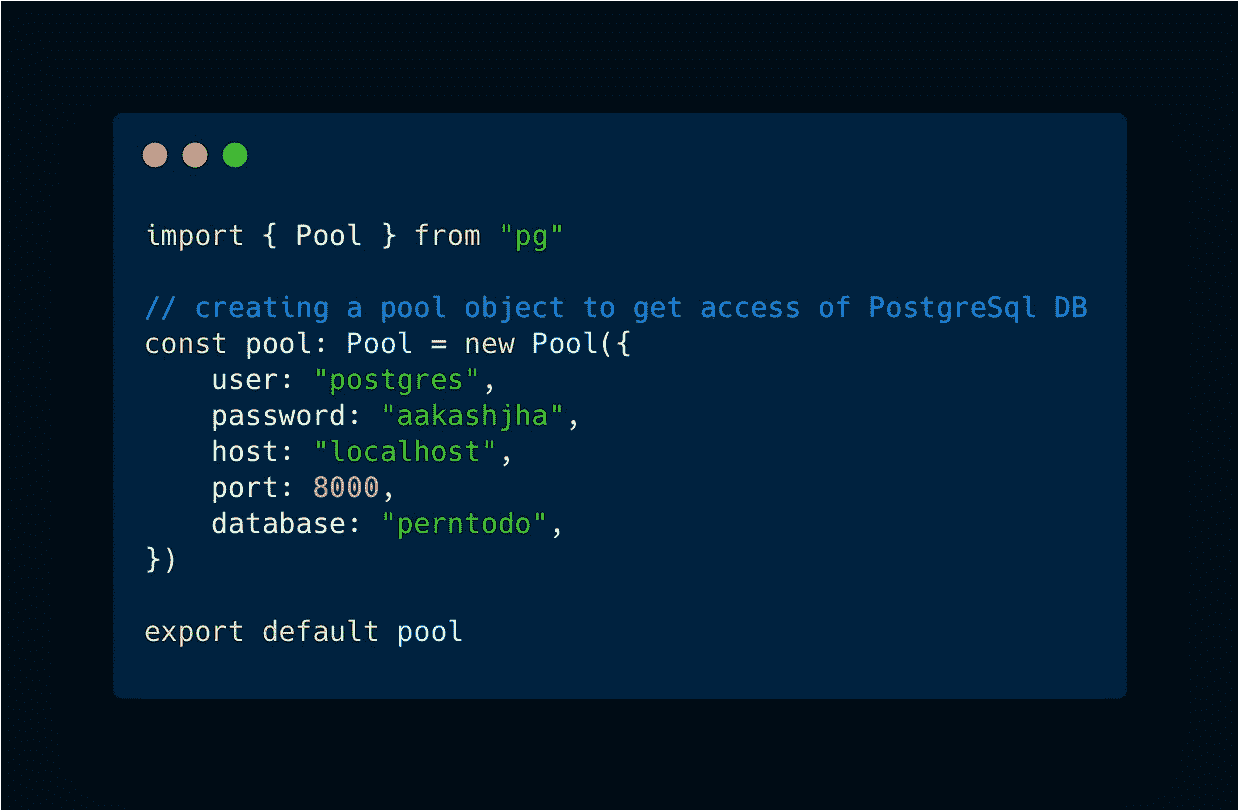 import { Pool } from "pg"
// creating a pool object to get access of PostgreSql DB
const pool: Pool = new Pool({
    user: "postgres",
    password: "aakashjha",
    host: "localhost",
    port: 8000,
    database: "perntodo",
})
export default pool